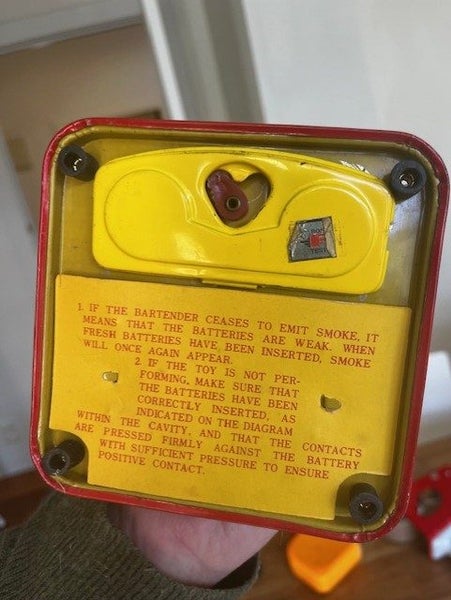 1. IF THE BARTENDER CEASES TO EMIT SMOKE, IT
MEANS THAT THE BATTERIES ARE WEAK. WHEN
FRESH BATTERIES HAVE BEEN INSERTED, SMOKE
WILL ONCE AGAIN APPEAR.
2. IF THE TOY IS NOT PER-
FORMING, MAKE SURE THAT
THE BATTERIES HAVE BEEN
CORRECTLY INSERTED, AS
INDICATED ON THE DIAGRAM
WITHIN THE CAVITY, AND THAT THE CONTACTS
ARE PRESSED FIRMLY AGAINST THE BATTERY
WITH SUFFICIENT PRESSURE TO ENSURE
POSITIVE CONTACT.